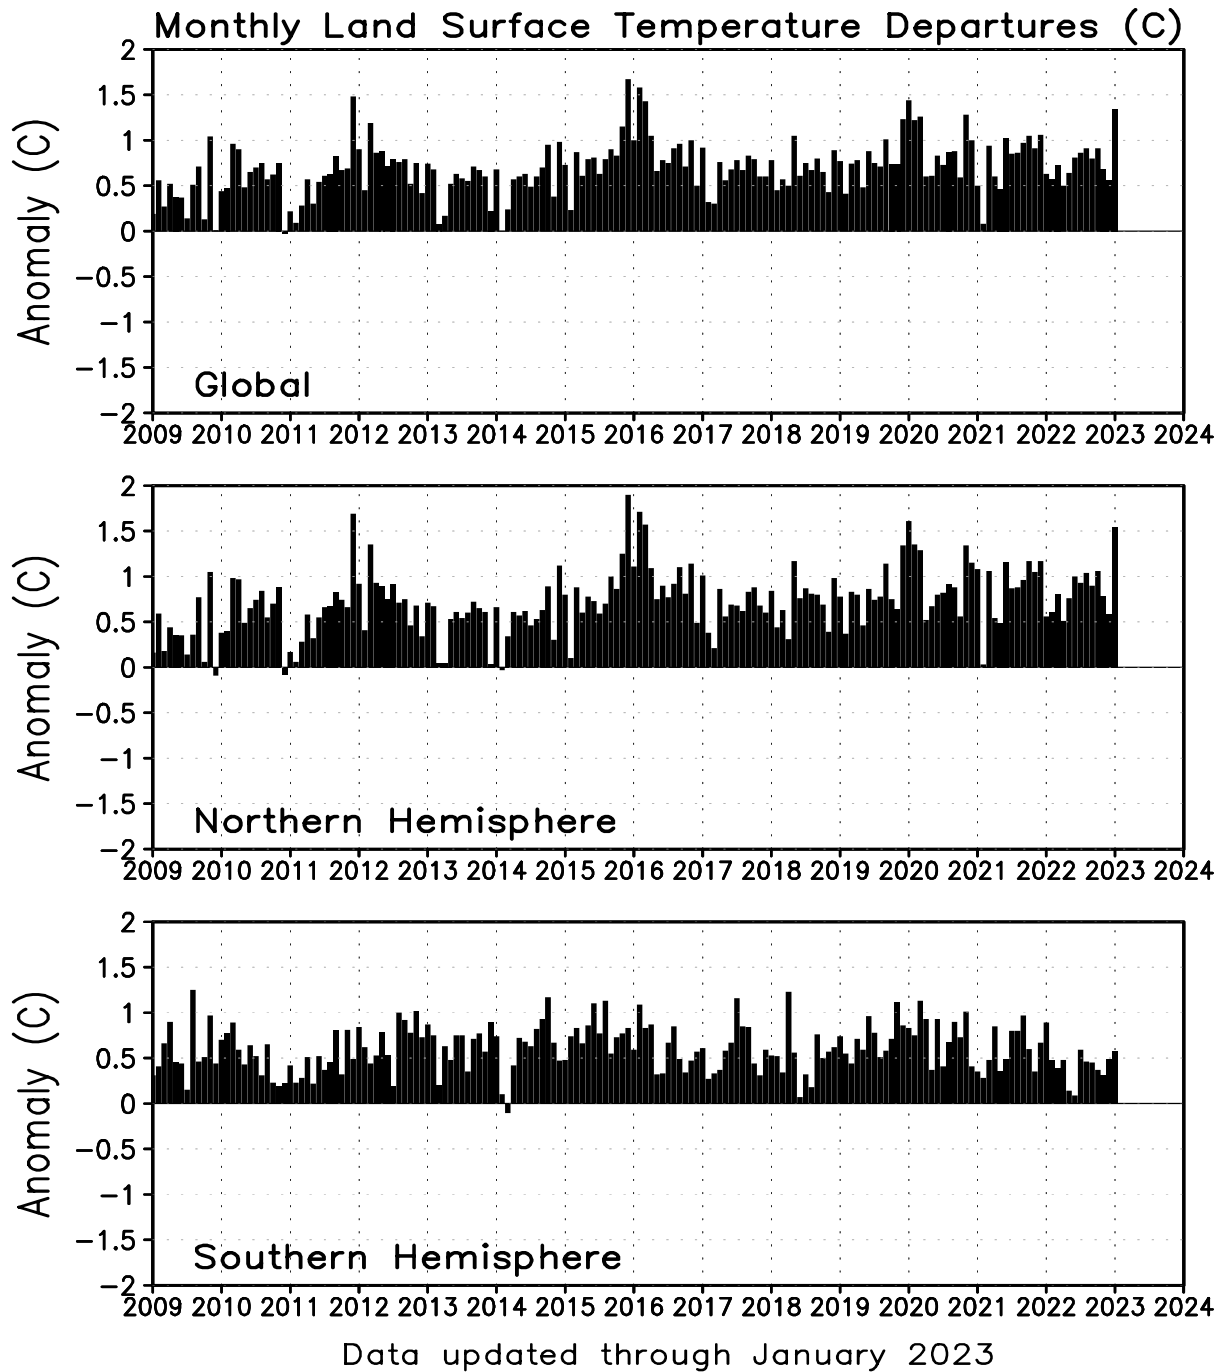 Monthly Land Surface Temperature Departures (C)
Anomaly (C)
2
1.5
1
0.5
0
−0.5
−1
−1.5
−2
Global
2009 2010 2011 2012 2013 2014 2015 2016 2017 2018 2019 2020 2021 2022 2023 2024
Anomaly (C)
2
1.5
1
0.5
0
−0.5
−1
−1.5
−2
Northern Hemisphere
2009 2010 2011 2012 2013 2014 2015 2016 2017 2018 2019 2020 2021 2022 2023 2024
Anomaly (C)
2
1.5
1
0.5
0
−0.5
−1
−1.5
−2
Southern Hemisphere
2009 2010 2011 2012 2013 2014 2015 2016 2017 2018 2019 2020 2021 2022 2023 2024
Data updated through January 2023